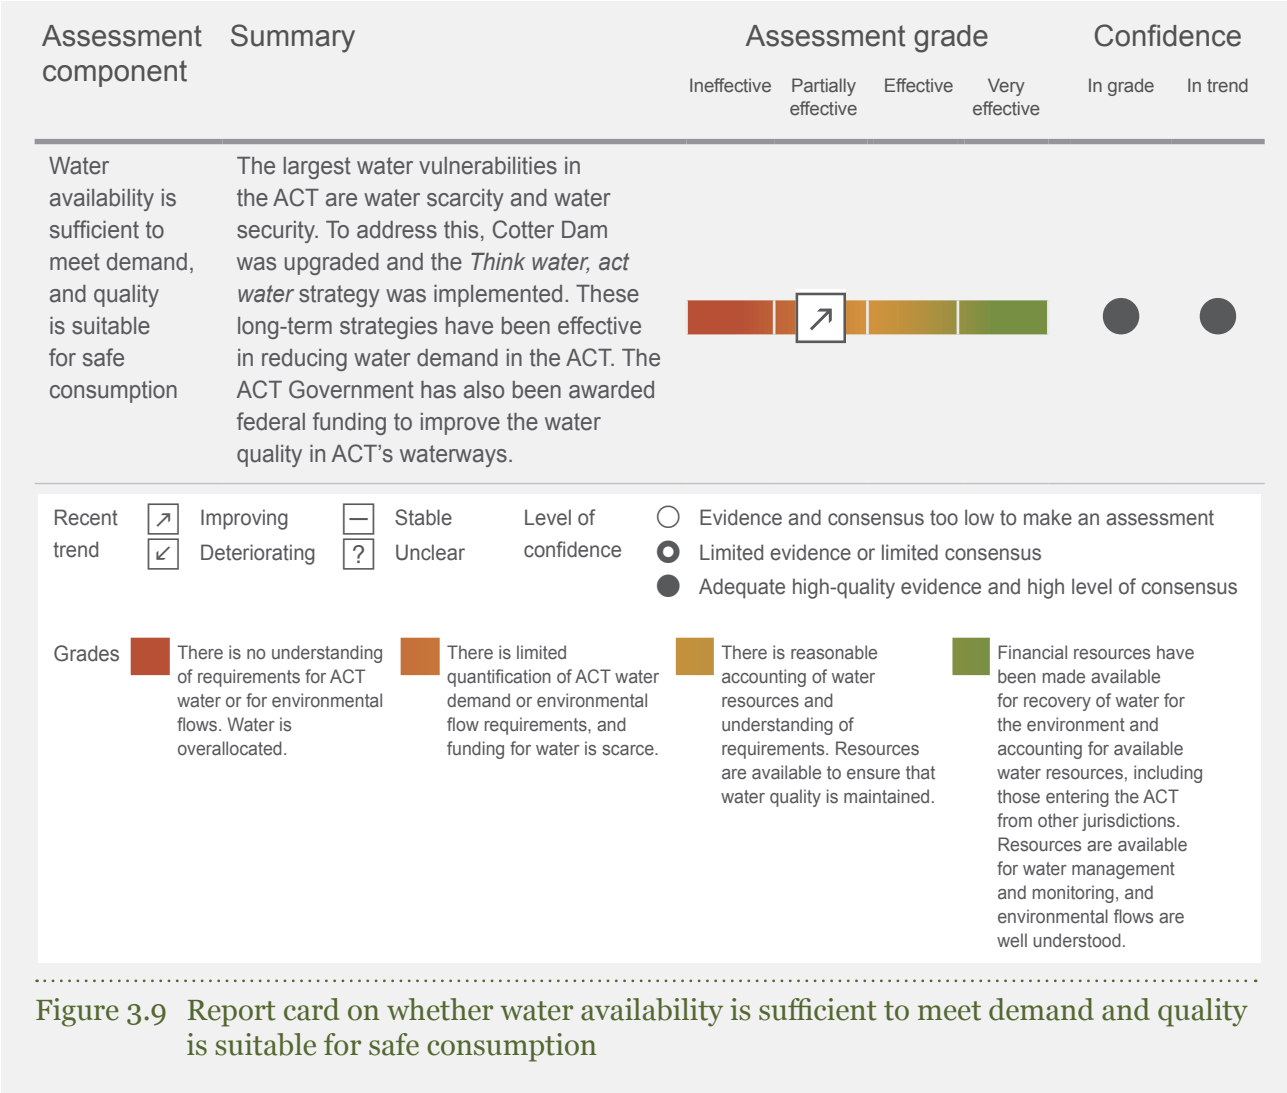 Assessment component
Summary
Assessment grade
Confidence
Ineffective
Partially effective
Effective
Very effective
In grade
In trend
Water
availability is
sufficient to
meet demand,
and quality
is suitable
for safe
consumption
The largest water vulnerabilities in
the ACT are water scarcity and water
security. To address this, Cotter Dam
was upgraded and the Think water, act
water strategy was implemented. These
long-term strategies have been effective
in reducing water demand in the ACT. The
ACT Government has also been awarded
federal funding to improve the water
quality in ACT’s waterways.
Recent
trend
Improving
Deteriorating
Stable
? Unclear
Level of
confidence
Evidence and consensus too low to make an assessment
Limited evidence or limited consensus
Adequate high-quality evidence and high level of consensus
Grades
There is no understanding
of requirements for ACT
water or for environmental
flows. Water is
overallocated.
There is limited
quantification of ACT water
demand or environmental
flow requirements, and
funding for water is scarce.
There is reasonable
accounting of water
resources and
understanding of
requirements. Resources
are available to ensure that
water quality is maintained.
Financial resources have
been made available
for recovery of water for
the environment and
accounting for available
water resources, including
those entering the ACT
from other jurisdictions.
Resources are available
for water management
and monitoring, and
environmental flows are
well understood.
Figure 3.9 Report card on whether water availability is sufficient to meet demand and quality
is suitable for safe consumption